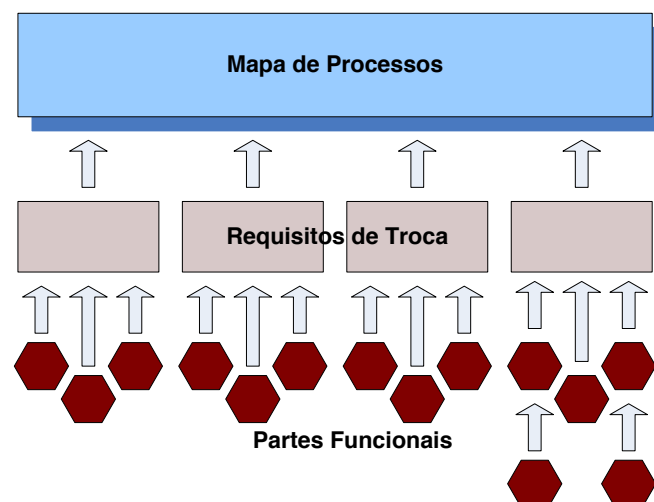 Mapa de Processos
Requisitos de Troca
Partes Funcionais